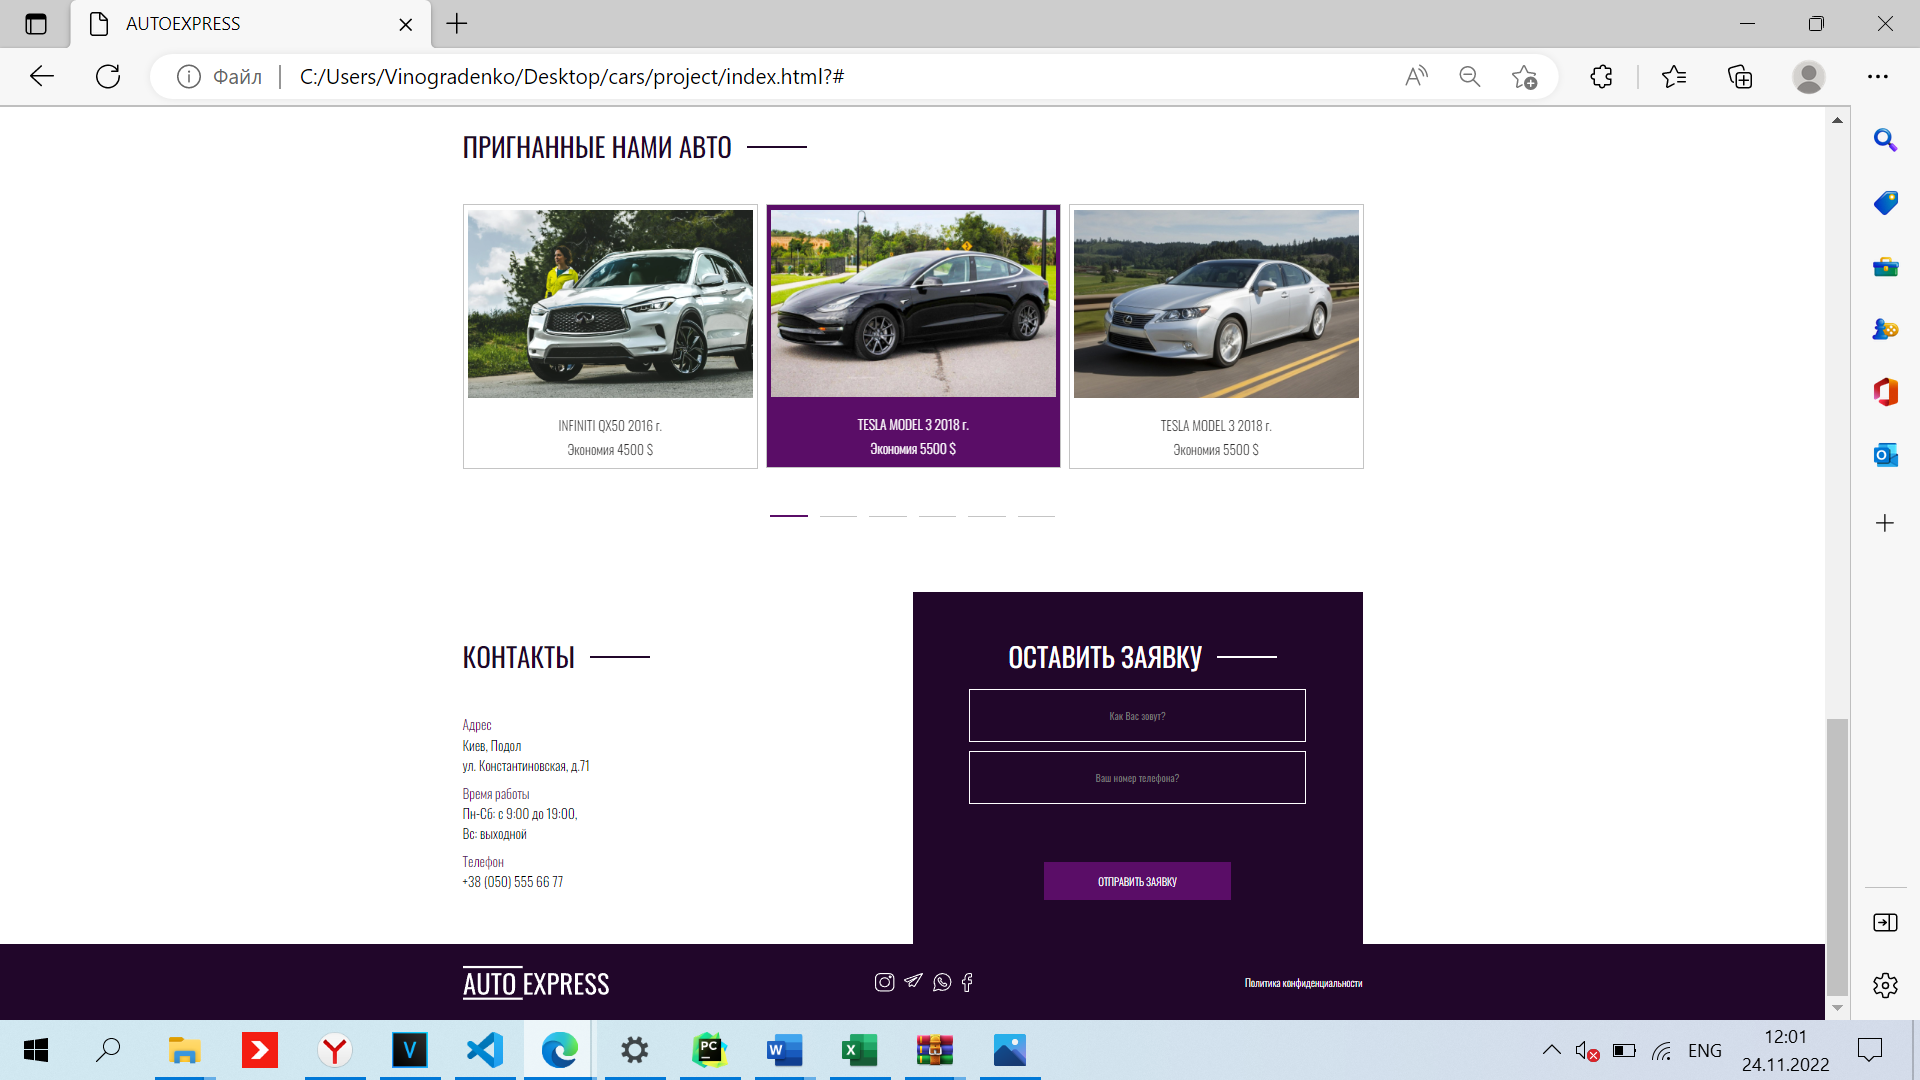 AUTOEXPRESS
Файл
C:/Users/Vinogradenko/Desktop/cars/project/index.html?#
ПРИГНАННЫЕ НАМИ АВТО
INFINITI QX50 2016 г.
Экономия 4500 $
TESLA MODEL 3 2018 г.
Экономия 5500 $
TESLA MODEL 3 2018 г.
Экономия 5500 $
КОНТАКТЫ
Адрес
Киев, Подол
ул. Константиновская, д.71
Время работы
Пн-Сб: с 9:00 до 19:00,
Вс: выходной
Телефон
+38 (050) 555 66 77
ОСТАВИТЬ ЗАЯВКУ
Как Вас зовут?
Ваш номер телефона?
ОТПРАВИТЬ ЗАЯВКУ
AUTO EXPRESS
Политика конфиденциальности
ENG
12:01
24.11.2022